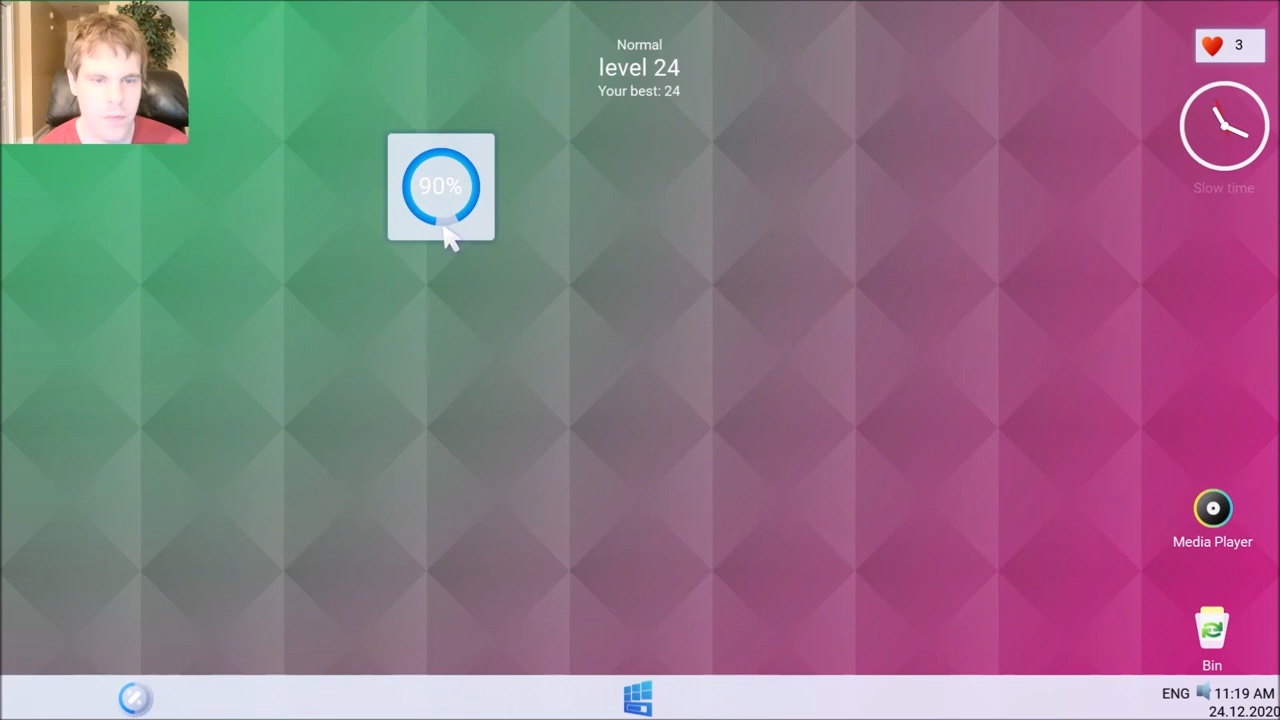 Normal
level 24
Your best: 24
3
90%
Slow time
Media Player
Bin
ENG 11:19 AM
24.12.2020